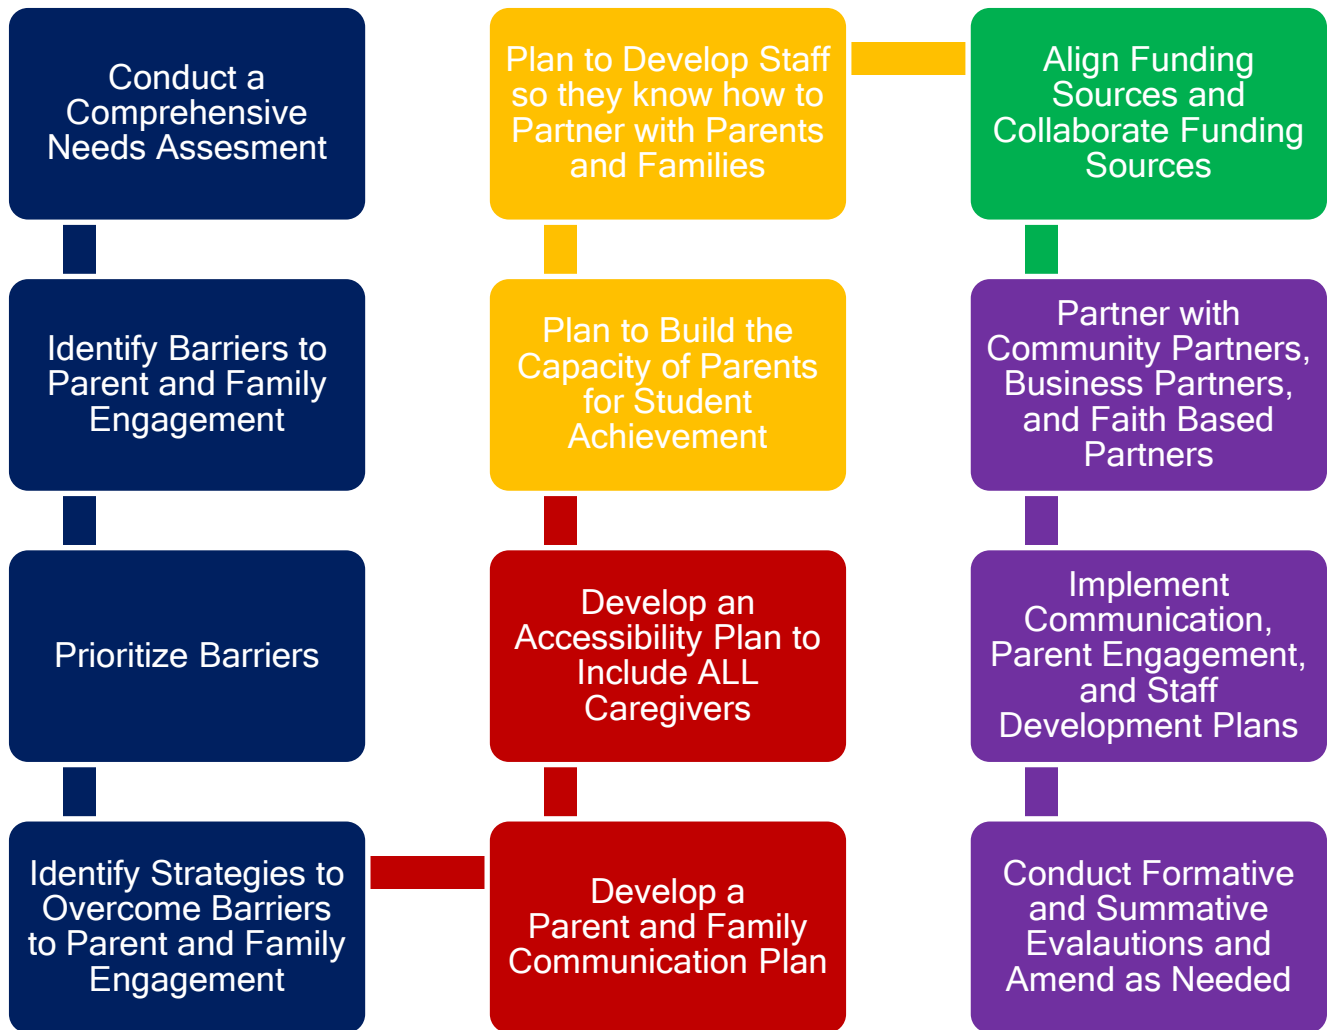 Conduct a
Comprehensive
Needs Assesment
Identify Barriers to
Parent and Family
Engagement
Prioritize Barriers
Identify Strategies to
Overcome Barriers
to Parent and Family
Engagement
Develop a
Parent and Family
Communication Plan
Develop an
Accessibility Plan to
Include ALL
Caregivers
Plan to Build the
Capacity of Parents
for Student
Achievement
Plan to Develop Staff
so they know how to
Partner with Parents
and Families
Align Funding
Sources and
Collaborate Funding
Sources
Partner with
Community Partners,
Business Partners,
and Faith Based
Partners
Implement
Communication,
Parent Engagement,
and Staff
Development Plans
Conduct Formative
and Summative
Evalautions and
Amend as Needed